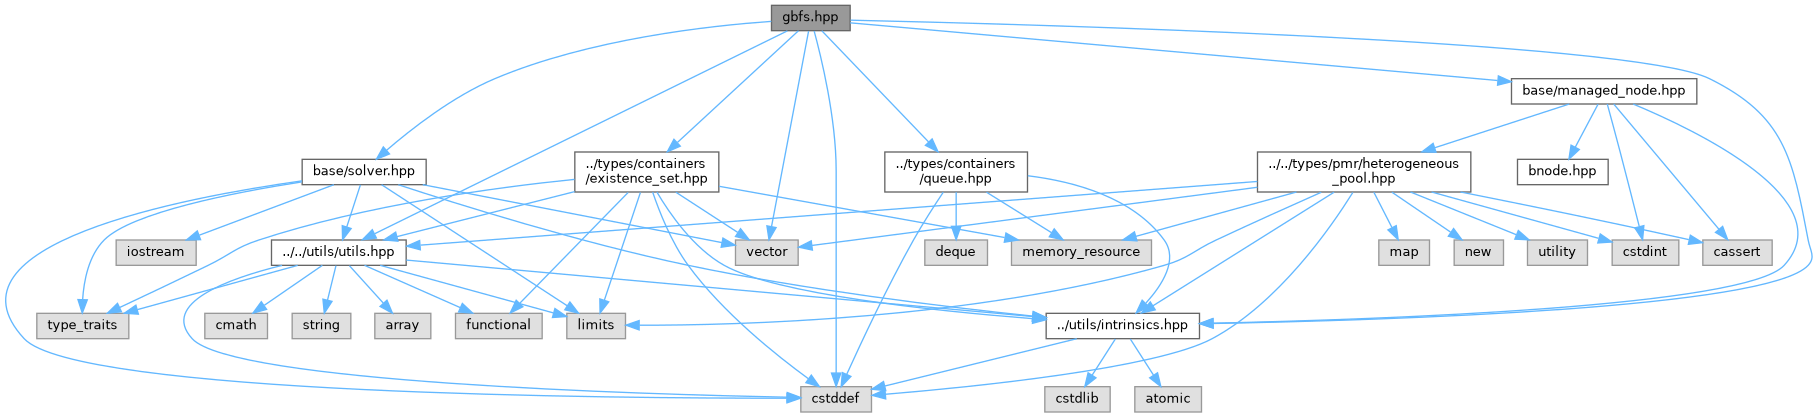 gbfs.hpp
base/managed_node.hpp
base/solver.hpp
../types/containers
/existence_set.hpp
../types/containers
/queue.hpp
../../types/pmr/heterogeneous
_pool.hpp
bnode.hpp
iostream
../../utils/utils.hpp
vector
deque
memory_resource
map
new
utility
cstdint
cassert
type_traits
cmath
string
array
functional
limits
../utils/intrinsics.hpp
cstddef
cstdlib
atomic